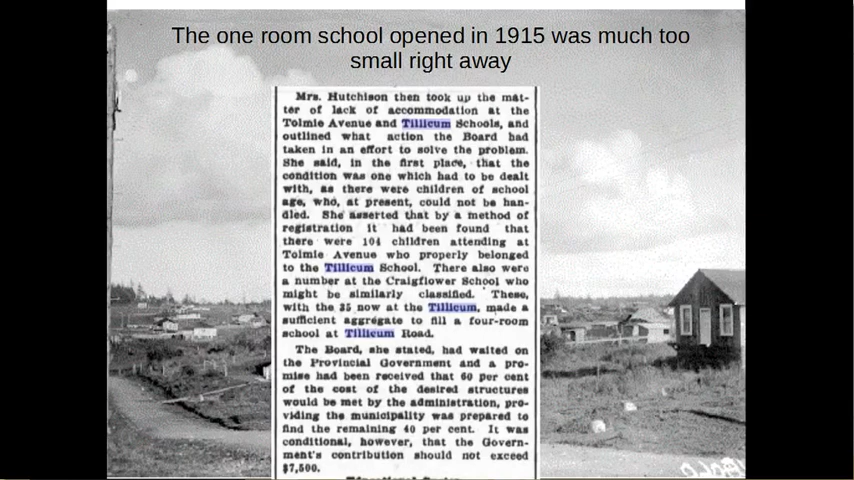 The one room school opened in 1915 was much too
small right away
Mrs. Hutchison then took up the mat-
ter of lack of accommodation at the
Tolmie Avenue and Tillicum Schools, and
outlined what action the Board had
taken in an effort to solve the problem.
She said, in the first place, that the
condition was one which had to be dealt
with, as there were children of school
age, who, at present, could not be han-
dled. She asserted that by a method of
registration it had been found that
there were 104 children attending at
Tolmie Avenue who properly belonged
to the Tillicum School. There also were
a number at the Craigflower School who
might be similarly classified. These,
with the 35 now at the Tillicum, made a
sufficient aggregate to fill a four-room
school at Tillicum Road.
The Board, she stated, had waited on
the Provincial Government and a pro-
mise had been received that 60 per cent
of the cost of the desired structures
would be met by the administration, pro-
viding the municipality was prepared to
find the remaining 40 per cent. It was
conditional, however, that the Govern-
ment's contribution should not exceed
$7,500.